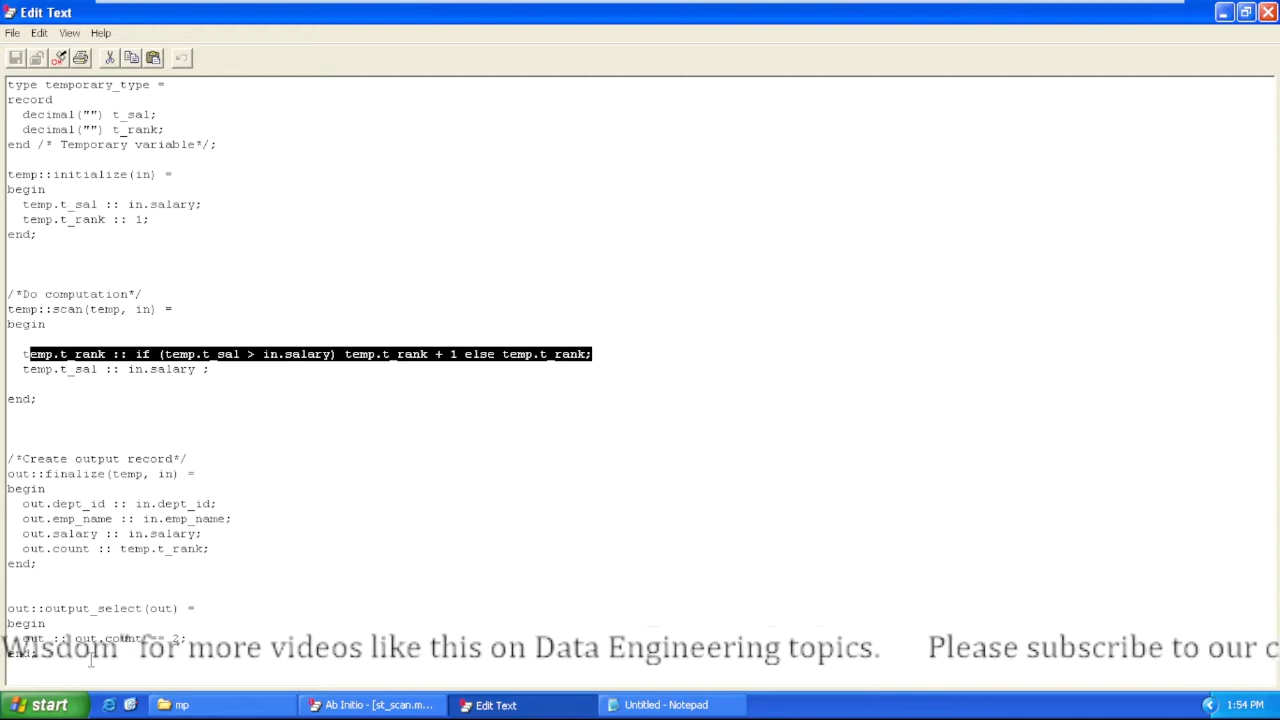 Edit Text
File Edit View Help
type temporary_type =
record
decimal("") t_sal;
decimal("") t_rank;
end /* Temporary variable*/;
temp::initialize(in) =
begin
temp.t_sal :: in.salary;
temp.t_rank :: 1;
end;
/*Do computation*/
temp::scan(temp, in) =
begin
temp.t_rank :: if (temp.t_sal > in.salary) temp.t_rank + 1 else temp.t_rank;
temp.t_sal :: in.salary ;
end;
/*Create output record*/
out::finalize(temp, in) =
begin
out.dept_id :: in.dept_id;
out.emp_name :: in.emp_name;
out.salary :: in.salary;
out.count :: temp.t_rank;
end;
out::output_select(out) =
begin
out :: out.count == 2;
Wisdom" for more videos like this on Data Engineering topics. Please subscribe to our c
end;
start mp Ab Initio - [st_scan.m... Edit Text Untitled - Notepad 1:54 PM